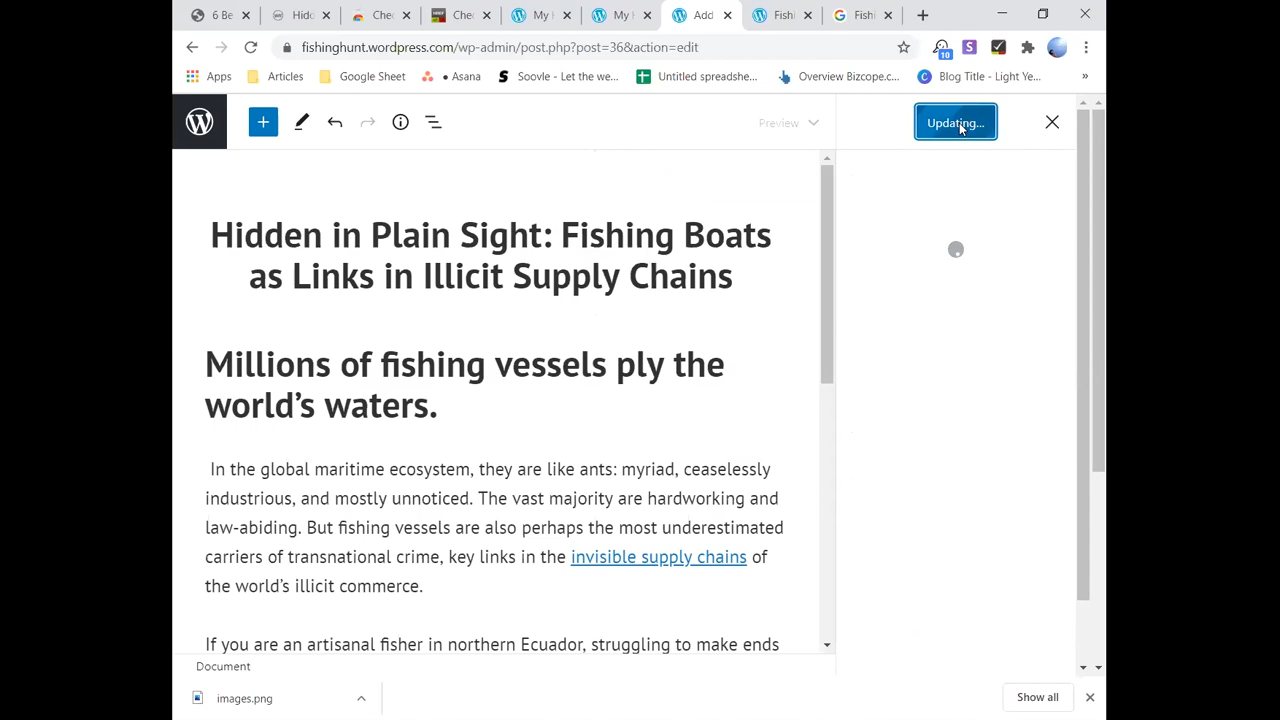 6 Be
Hidd
Chec
Chec
My H
My H
Add
Fishi
Fishi
fishinghunt.wordpress.com/wp-admin/post.php?post=36&action=edit
10
Apps
Articles
Google Sheet
• Asana
Soovle - Let the we...
Untitled spreadshe...
Overview Bizcope.c...
Blog Title - Light Ye...
»
Preview
Updating...
Hidden in Plain Sight: Fishing Boats
as Links in Illicit Supply Chains
Millions of fishing vessels ply the
world’s waters.
In the global maritime ecosystem, they are like ants: myriad, ceaselessly
industrious, and mostly unnoticed. The vast majority are hardworking and
law-abiding. But fishing vessels are also perhaps the most underestimated
carriers of transnational crime, key links in the invisible supply chains of
the world’s illicit commerce.
If you are an artisanal fisher in northern Ecuador, struggling to make ends
Document
images.png
Show all